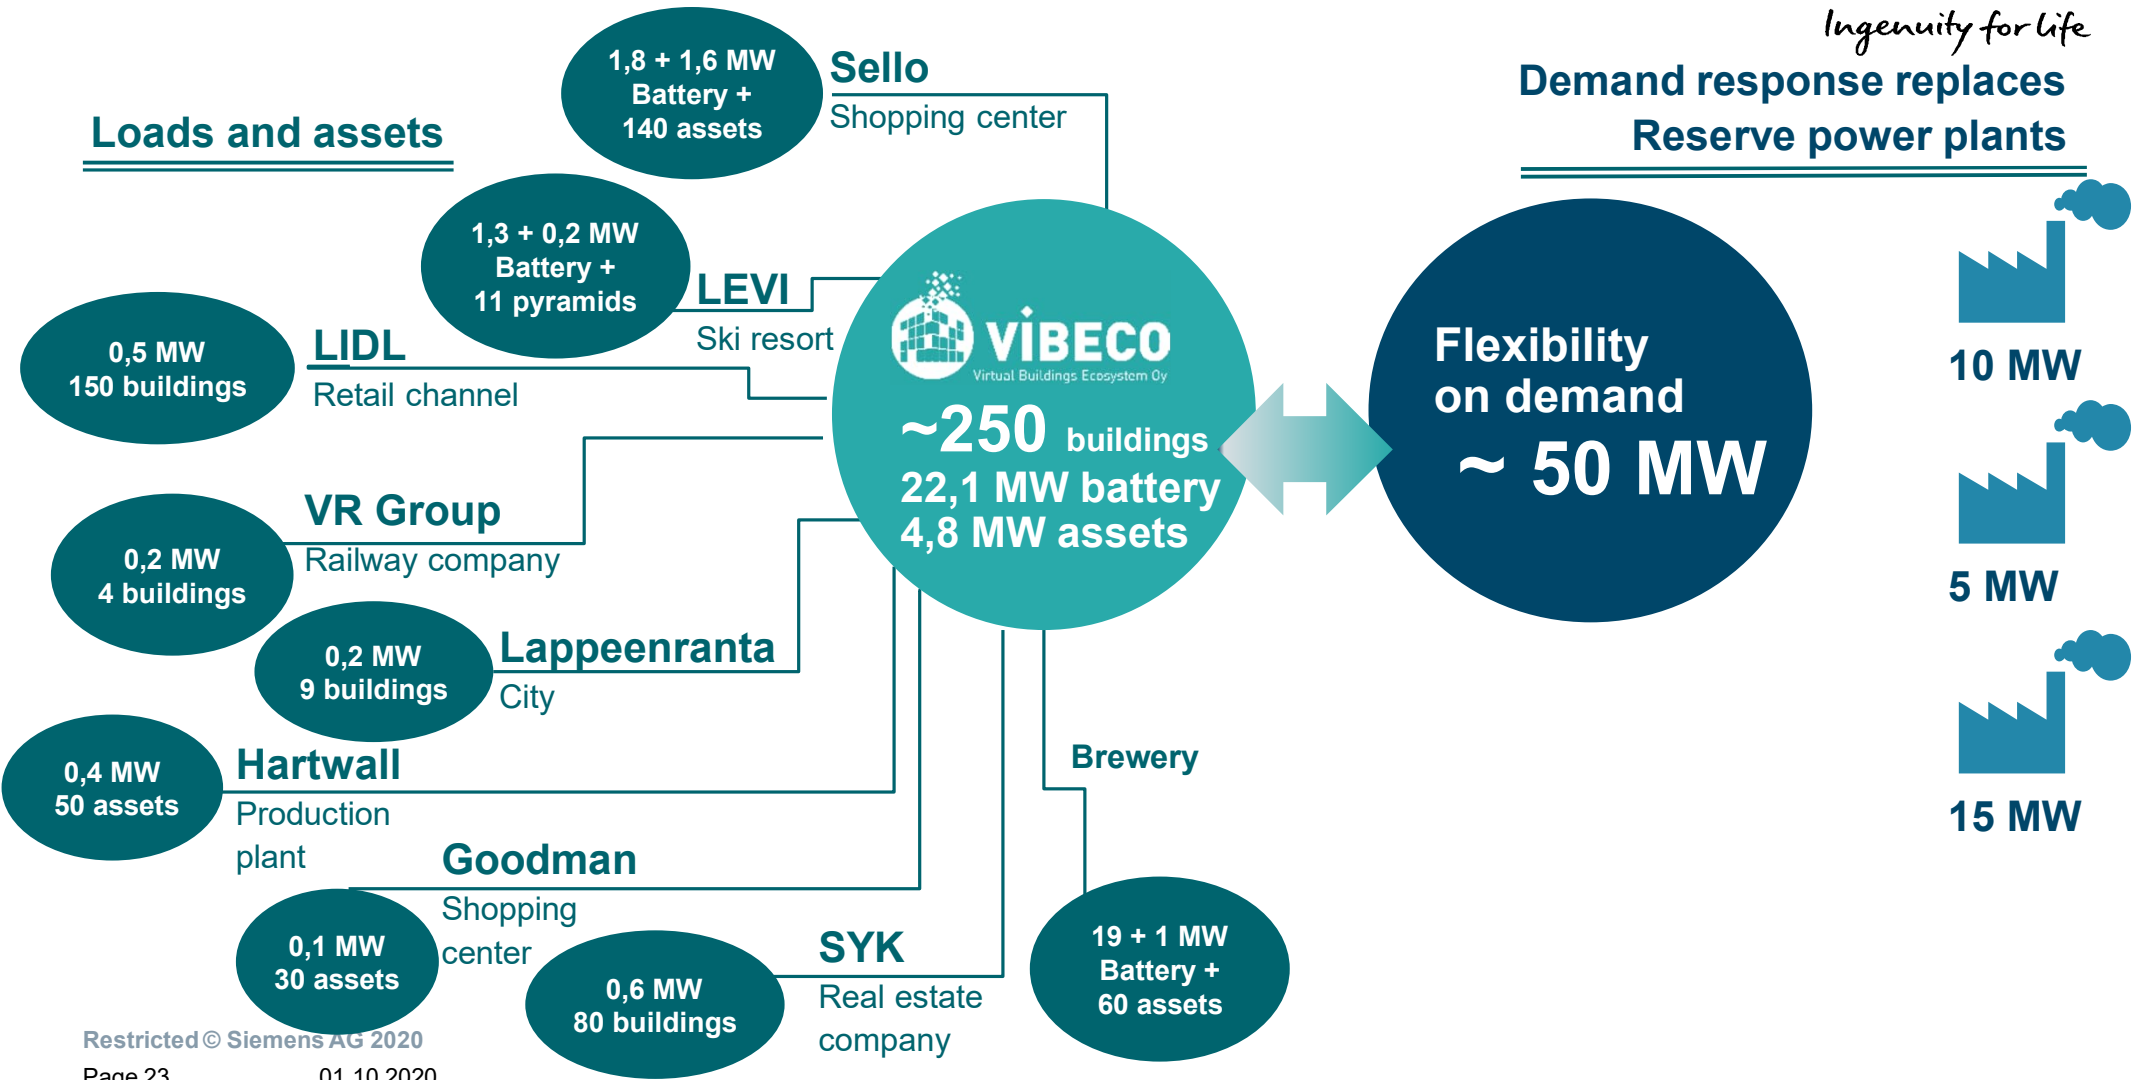 Ingenuity for life
Demand response replaces
Reserve power plants
Loads and assets
1,8 + 1,6 MW
Battery +
140 assets
Sello
Shopping center
1,3 + 0,2 MW
Battery +
11 pyramids
LEVI
Ski resort
0,5 MW
150 buildings
LIDL
Retail channel
0,2 MW
4 buildings
VR Group
Railway company
0,2 MW
9 buildings
Lappeenranta
City
0,4 MW
50 assets
Hartwall
Production
plant
0,1 MW
30 assets
Goodman
Shopping
center
0,6 MW
80 buildings
SYK
Real estate
company
Brewery
19 + 1 MW
Battery +
60 assets
VIBECO
Virtual Buildings Ecosystem Oy
~250 buildings
22,1 MW battery
4,8 MW assets
Flexibility
on demand
~ 50 MW
10 MW
5 MW
15 MW
Restricted © Siemens AG 2020
Page 23 01.10.2020